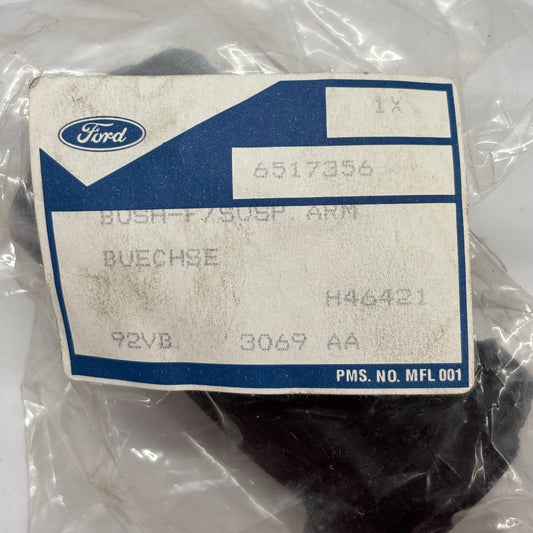 1X
Ford
6517356
BUSH-F/SUSP ARM
BUECHSE
H46421
92VB 3069 AA
PMS. NO. MFL 001